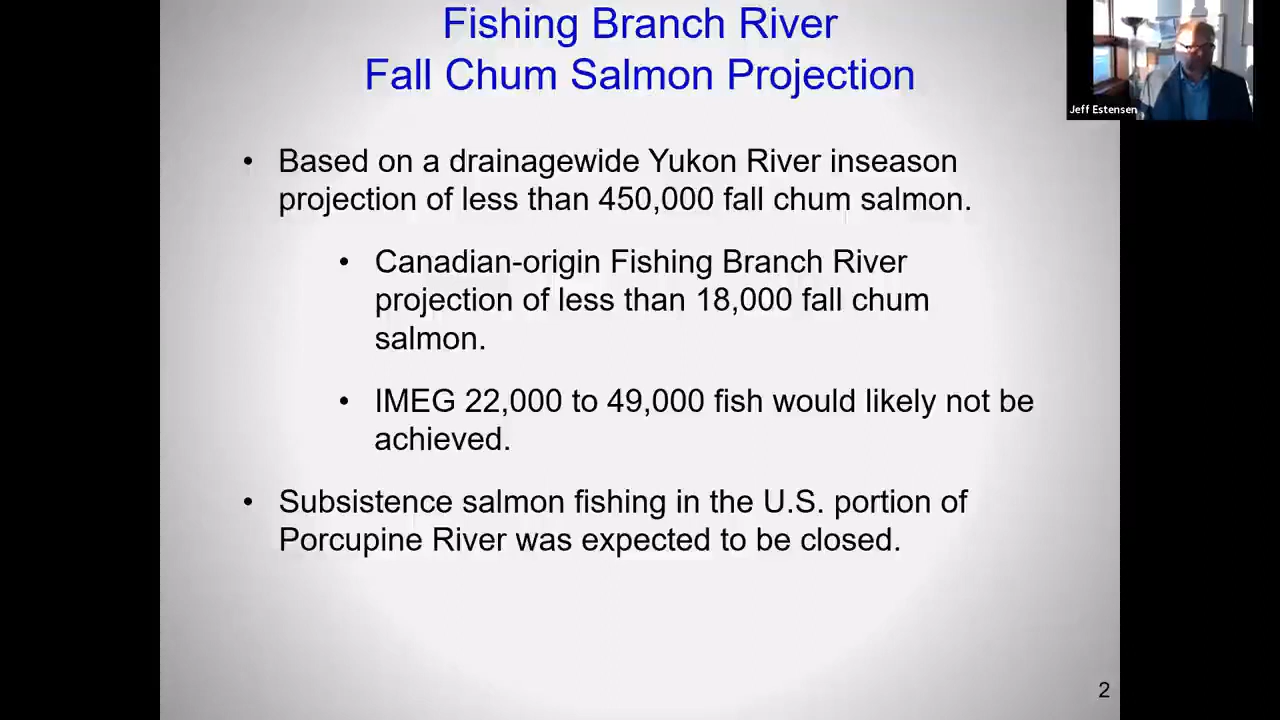 Fishing Branch River
Fall Chum Salmon Projection
Jeff Estensen
• Based on a drainagewide Yukon River inseason
projection of less than 450,000 fall chum salmon.
• Canadian-origin Fishing Branch River
projection of less than 18,000 fall chum
salmon.
• IMEG 22,000 to 49,000 fish would likely not be
achieved.
• Subsistence salmon fishing in the U.S. portion of
Porcupine River was expected to be closed.
2